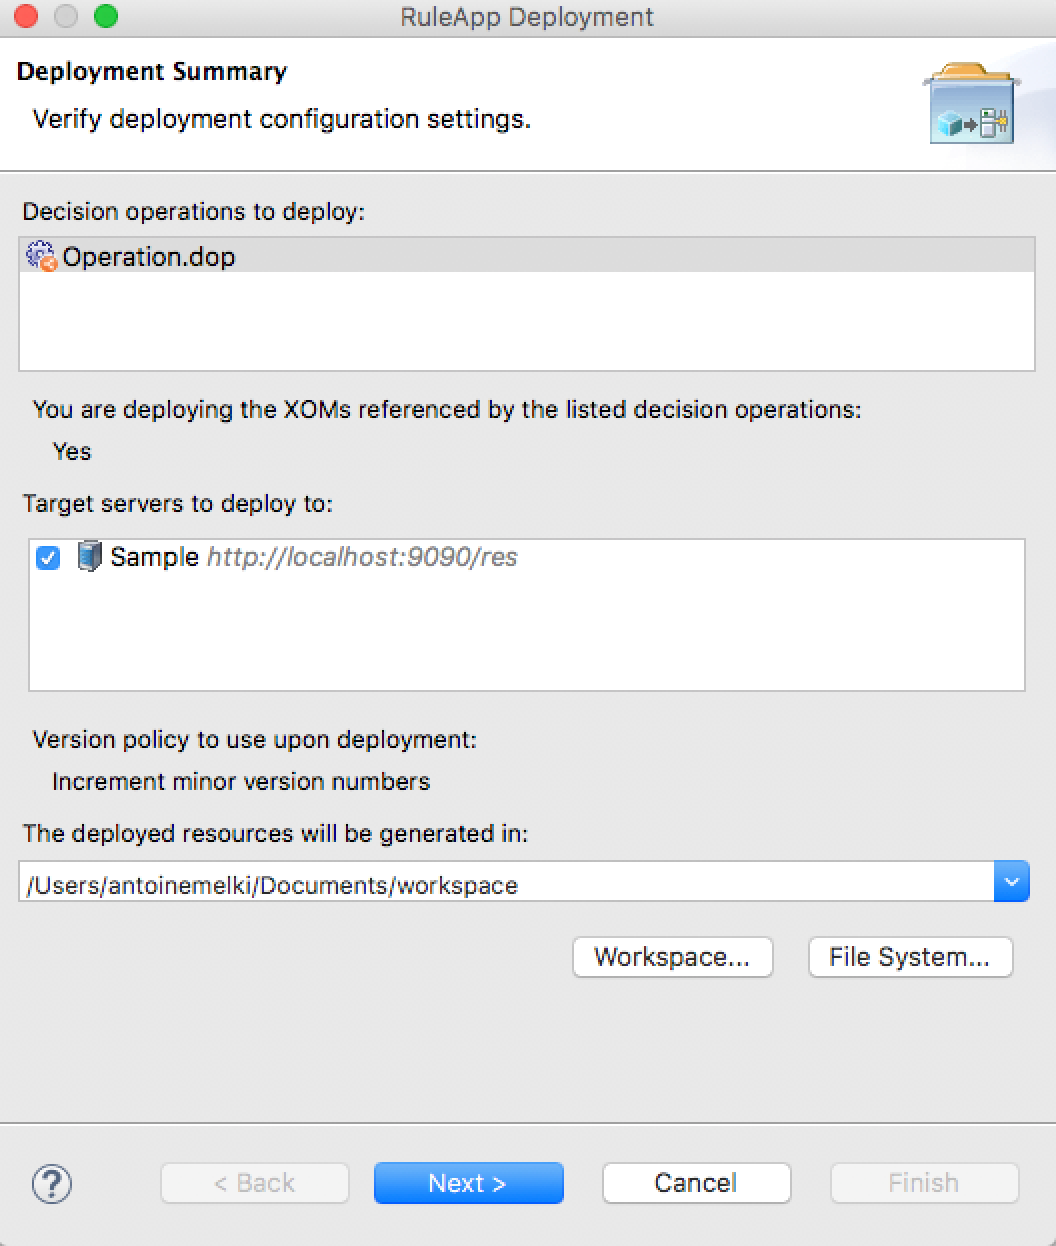 RuleApp Deployment
Deployment Summary
Verify deployment configuration settings.
Decision operations to deploy:
Operation.dop
You are deploying the XOMs referenced by the listed decision operations:
Yes
Target servers to deploy to:
Sample http://localhost:9090/res
Version policy to use upon deployment:
Increment minor version numbers
The deployed resources will be generated in:
/Users/antoinemelki/Documents/workspace
Workspace... File System...
? < Back Next > Cancel Finish